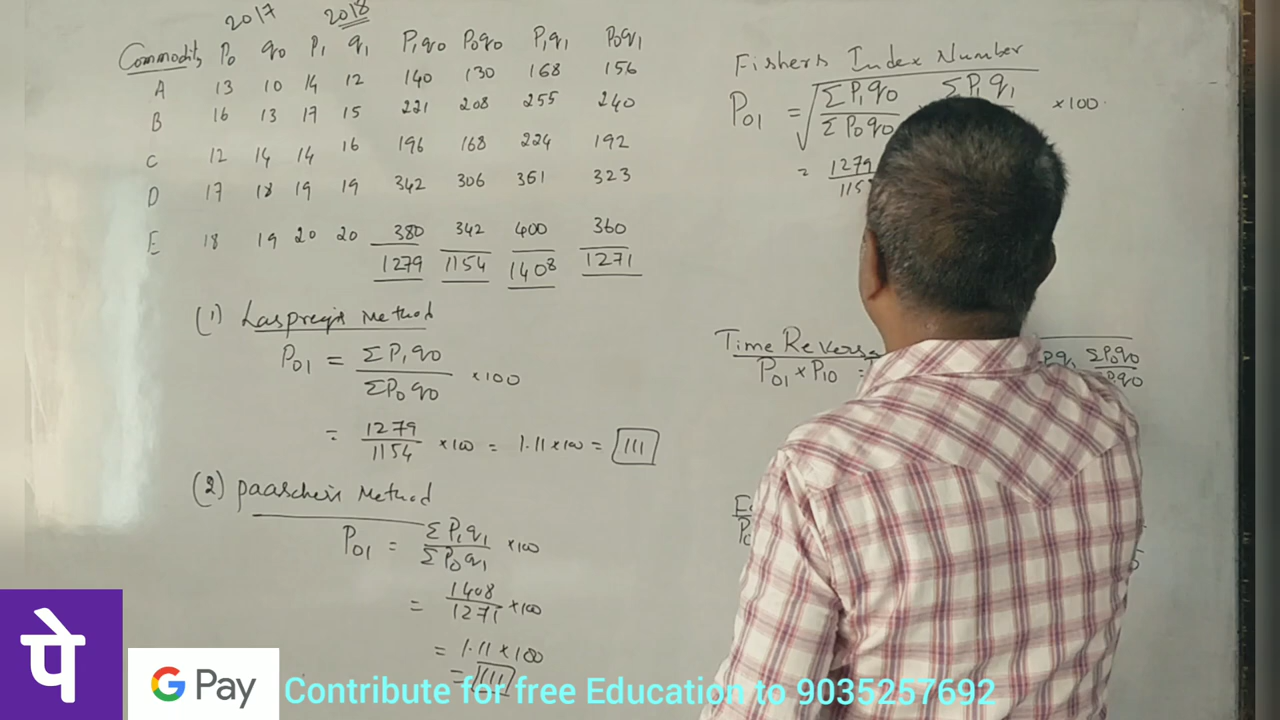 2017 2018
Commodity P₀ q₀ P₁ q₁ P₁q₀ P₀q₀ P₁q₁ P₀q₁
A 13 10 14 12 140 130 168 156
B 16 13 17 15 221 208 255 240
C 12 14 14 16 196 168 224 192
D 17 18 19 19 342 306 361 323
E 18 19 20 20 380 342 400 360
1279 1154 1408 1271
(1) Laspreyis Method
P₀₁ = ΣP₁q₀ / ΣP₀q₀ ×100
= 1279 / 1154 ×100 = 1.11×100 = 111
(2) Paascheis Method
P₀₁ = ΣP₁q₁ / ΣP₀q₁ ×100
= 1408 / 1271 ×100
= 1.11×100
= 111
Fishers Index Number
P₀₁ = √ ΣP₁q₀ / ΣP₀q₀ ΣP₁q₁ ×100
= 1279 / 115
Time Revers
P₀₁ × P₁₀ = P₁q₁ ΣP₀q₀ / P₁q₀
पे
G Pay
Contribute for free Education to 9035257692